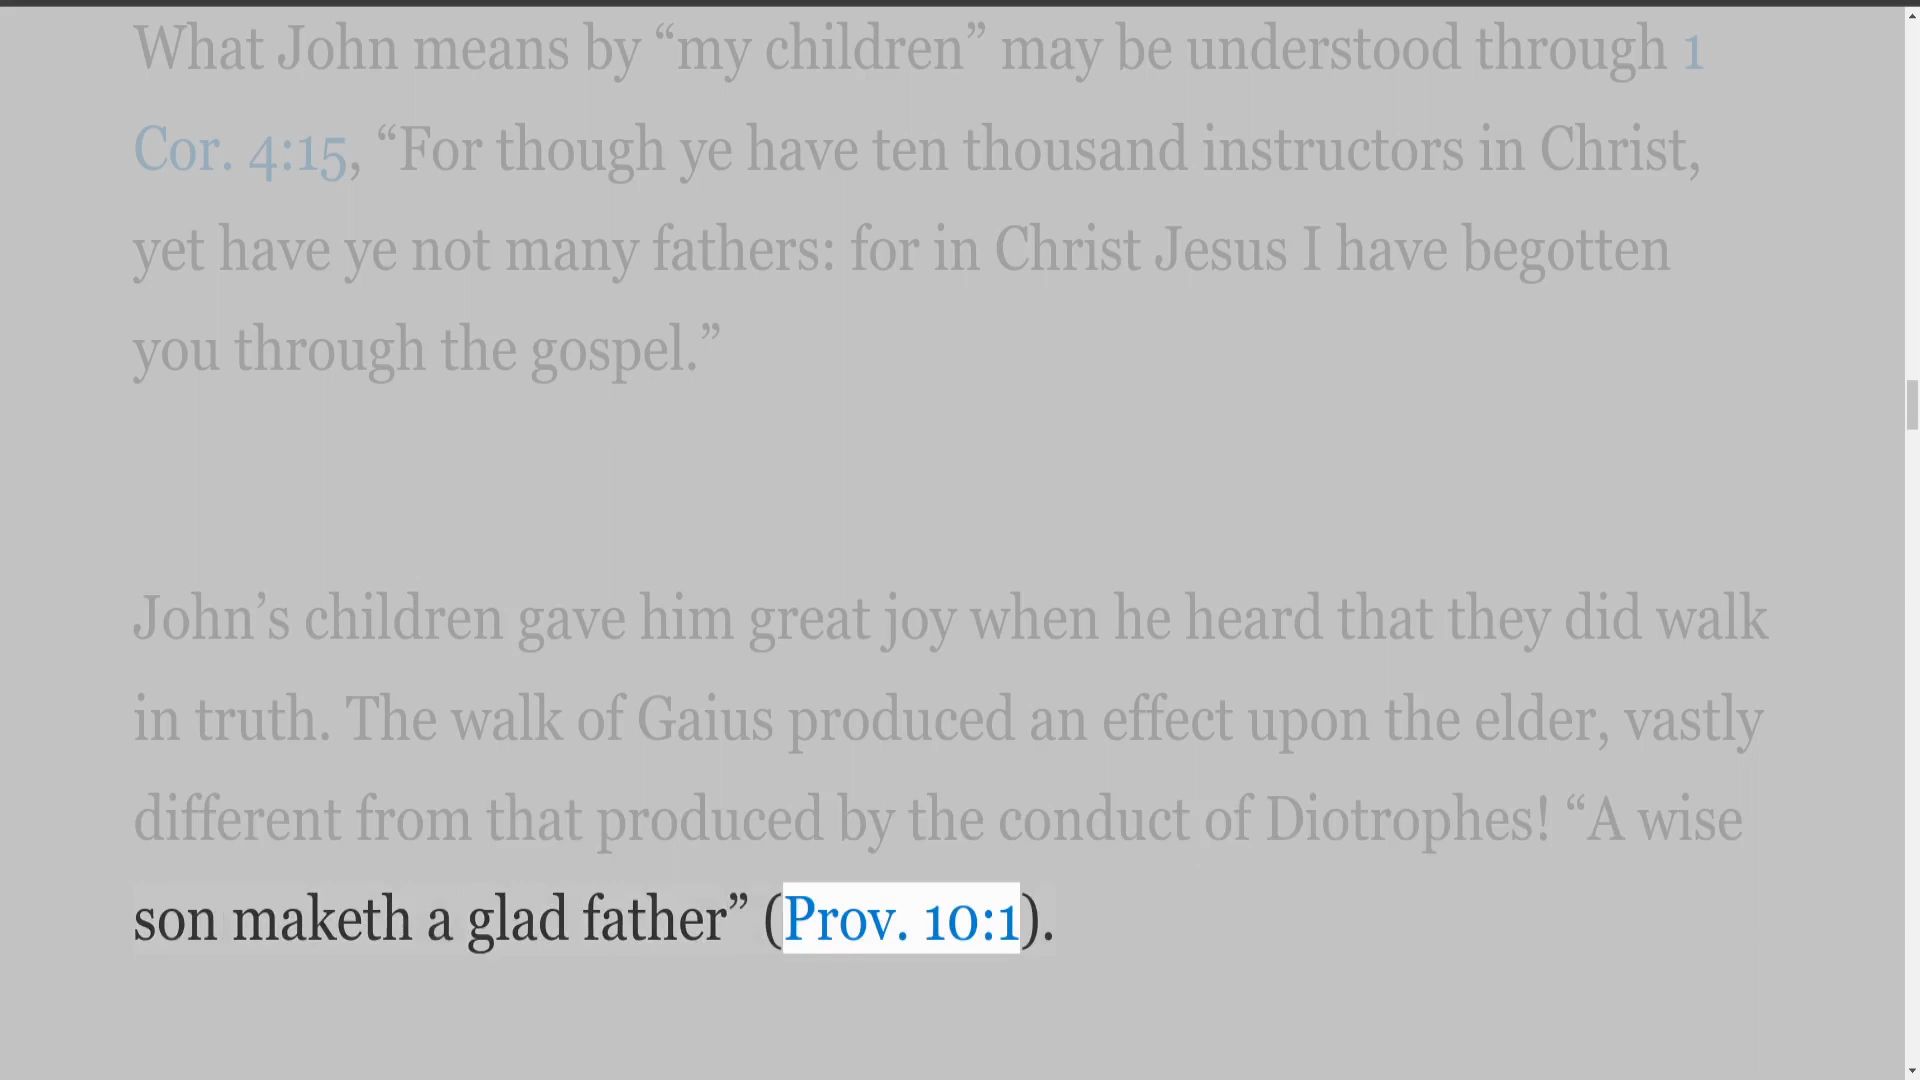 What John means by “my children” may be understood through 1
Cor. 4:15, “For though ye have ten thousand instructors in Christ,
yet have ye not many fathers: for in Christ Jesus I have begotten
you through the gospel.”
John’s children gave him great joy when he heard that they did walk
in truth. The walk of Gaius produced an effect upon the elder, vastly
different from that produced by the conduct of Diotrophes! “A wise
son maketh a glad father” (Prov. 10:1).